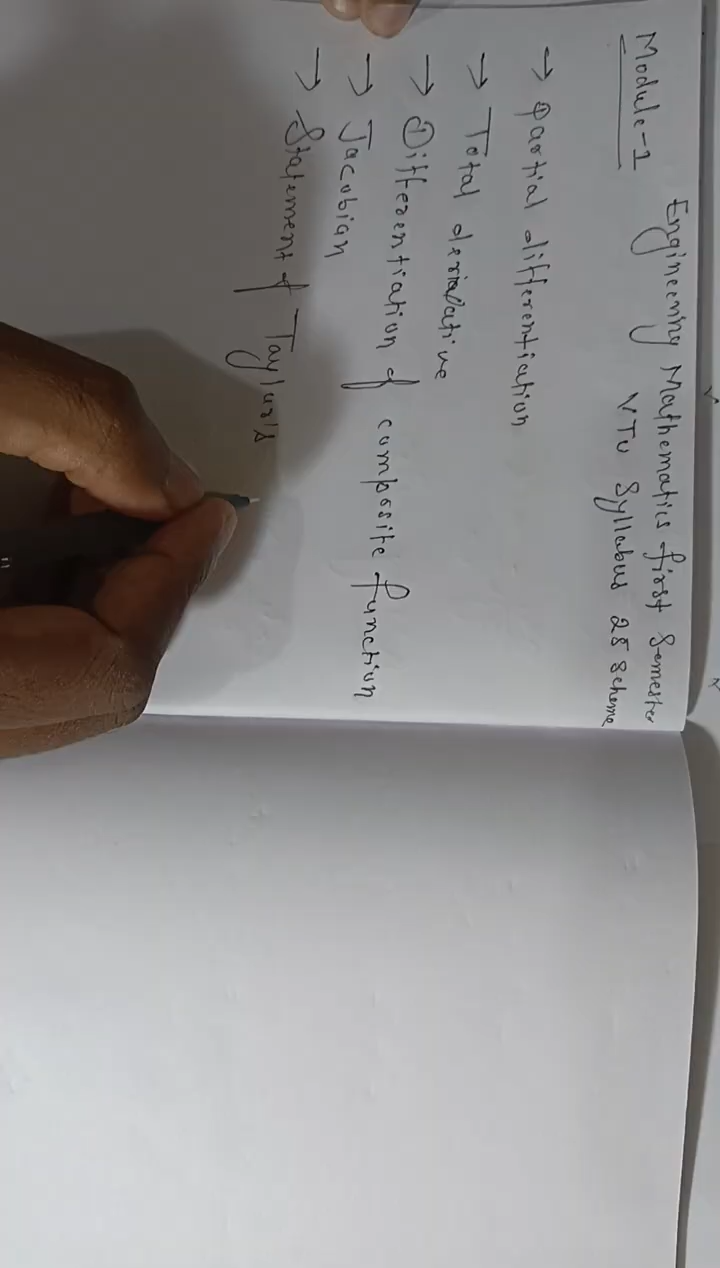 Engineering Mathematics first Semester
VTU Syllabus 25 Scheme
Module-1
→ Partial differentiation
→ Total derivative
→ Differentiation of composite function
→ Jacobian
→ Statement of Taylor's